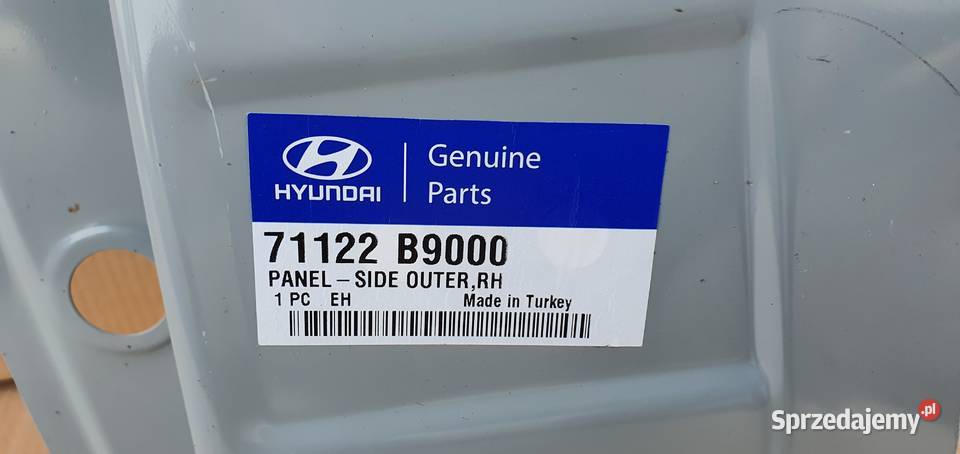 HYUNDAI
Genuine
Parts
71122 B9000
PANEL-SIDE OUTER,RH
1 PC EH Made in Turkey
Sprzedajemy.pl